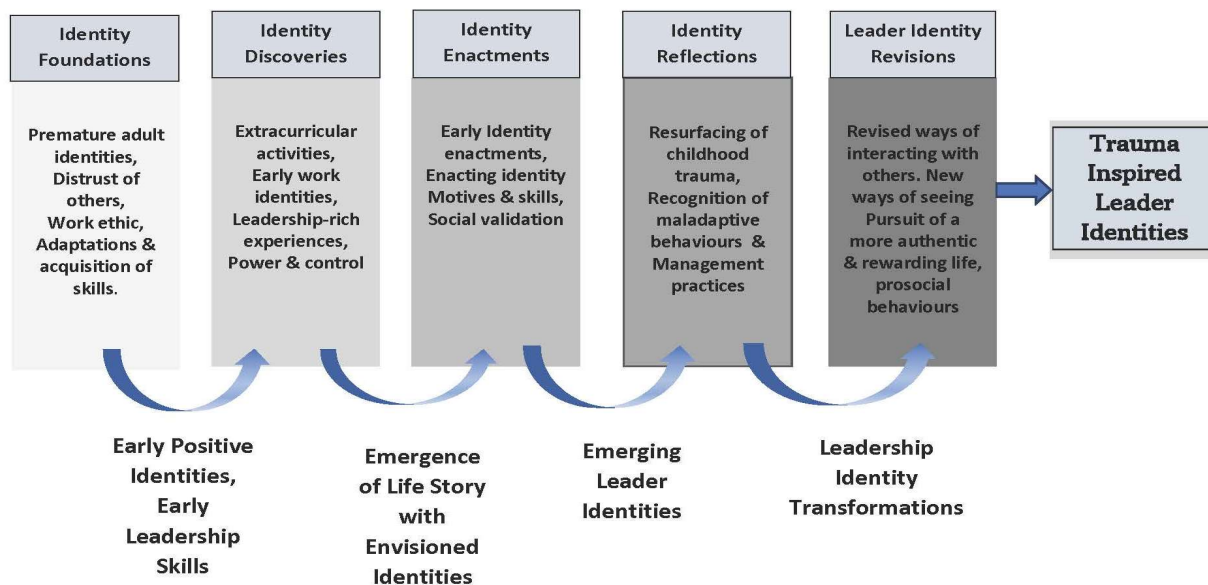 Identity
Foundations
Premature adult
identities,
Distrust of
others,
Work ethic,
Adaptations &
acquisition of
skills.
Identity
Discoveries
Extracurricular
activities,
Early work
identities,
Leadership-rich
experiences,
Power & control
Identity
Enactments
Early Identity
enactments,
Enacting identity
Motives & skills,
Social validation
Identity
Reflections
Resurfacing of
childhood
trauma,
Recognition of
maladaptive
behaviours &
Management
practices
Leader Identity
Revisions
Revised ways of
interacting with
others. New
ways of seeing
Pursuit of a
more authentic
& rewarding life,
prosocial
behaviours
Trauma
Inspired
Leader
Identities
Early Positive
Identities,
Early
Leadership
Skills
Emergence
of Life Story
with
Envisioned
Identities
Emerging
Leader
Identities
Leadership
Identity
Transformations